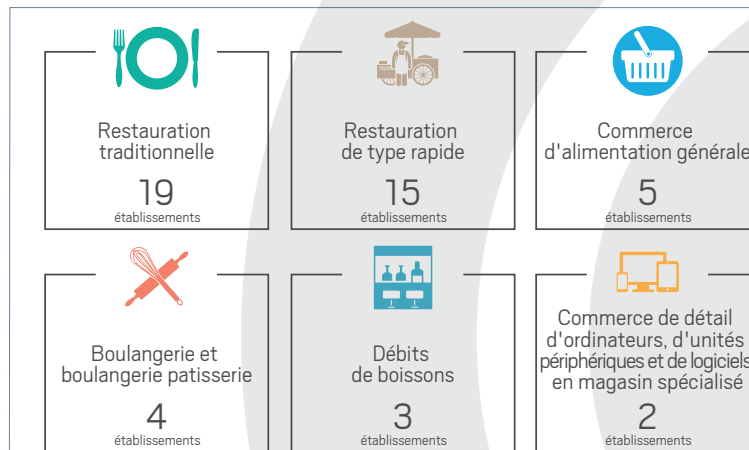 Restauration
traditionnelle
19
établissements
Restauration
de type rapide
15
établissements
Commerce
d'alimentation générale
5
établissements
Boulangerie et
boulangerie patisserie
4
établissements
Débits
de boissons
3
établissements
Commerce de détail
d'ordinateurs, d'unités
périphériques et de logiciels
en magasin spécialisé
2
établissements